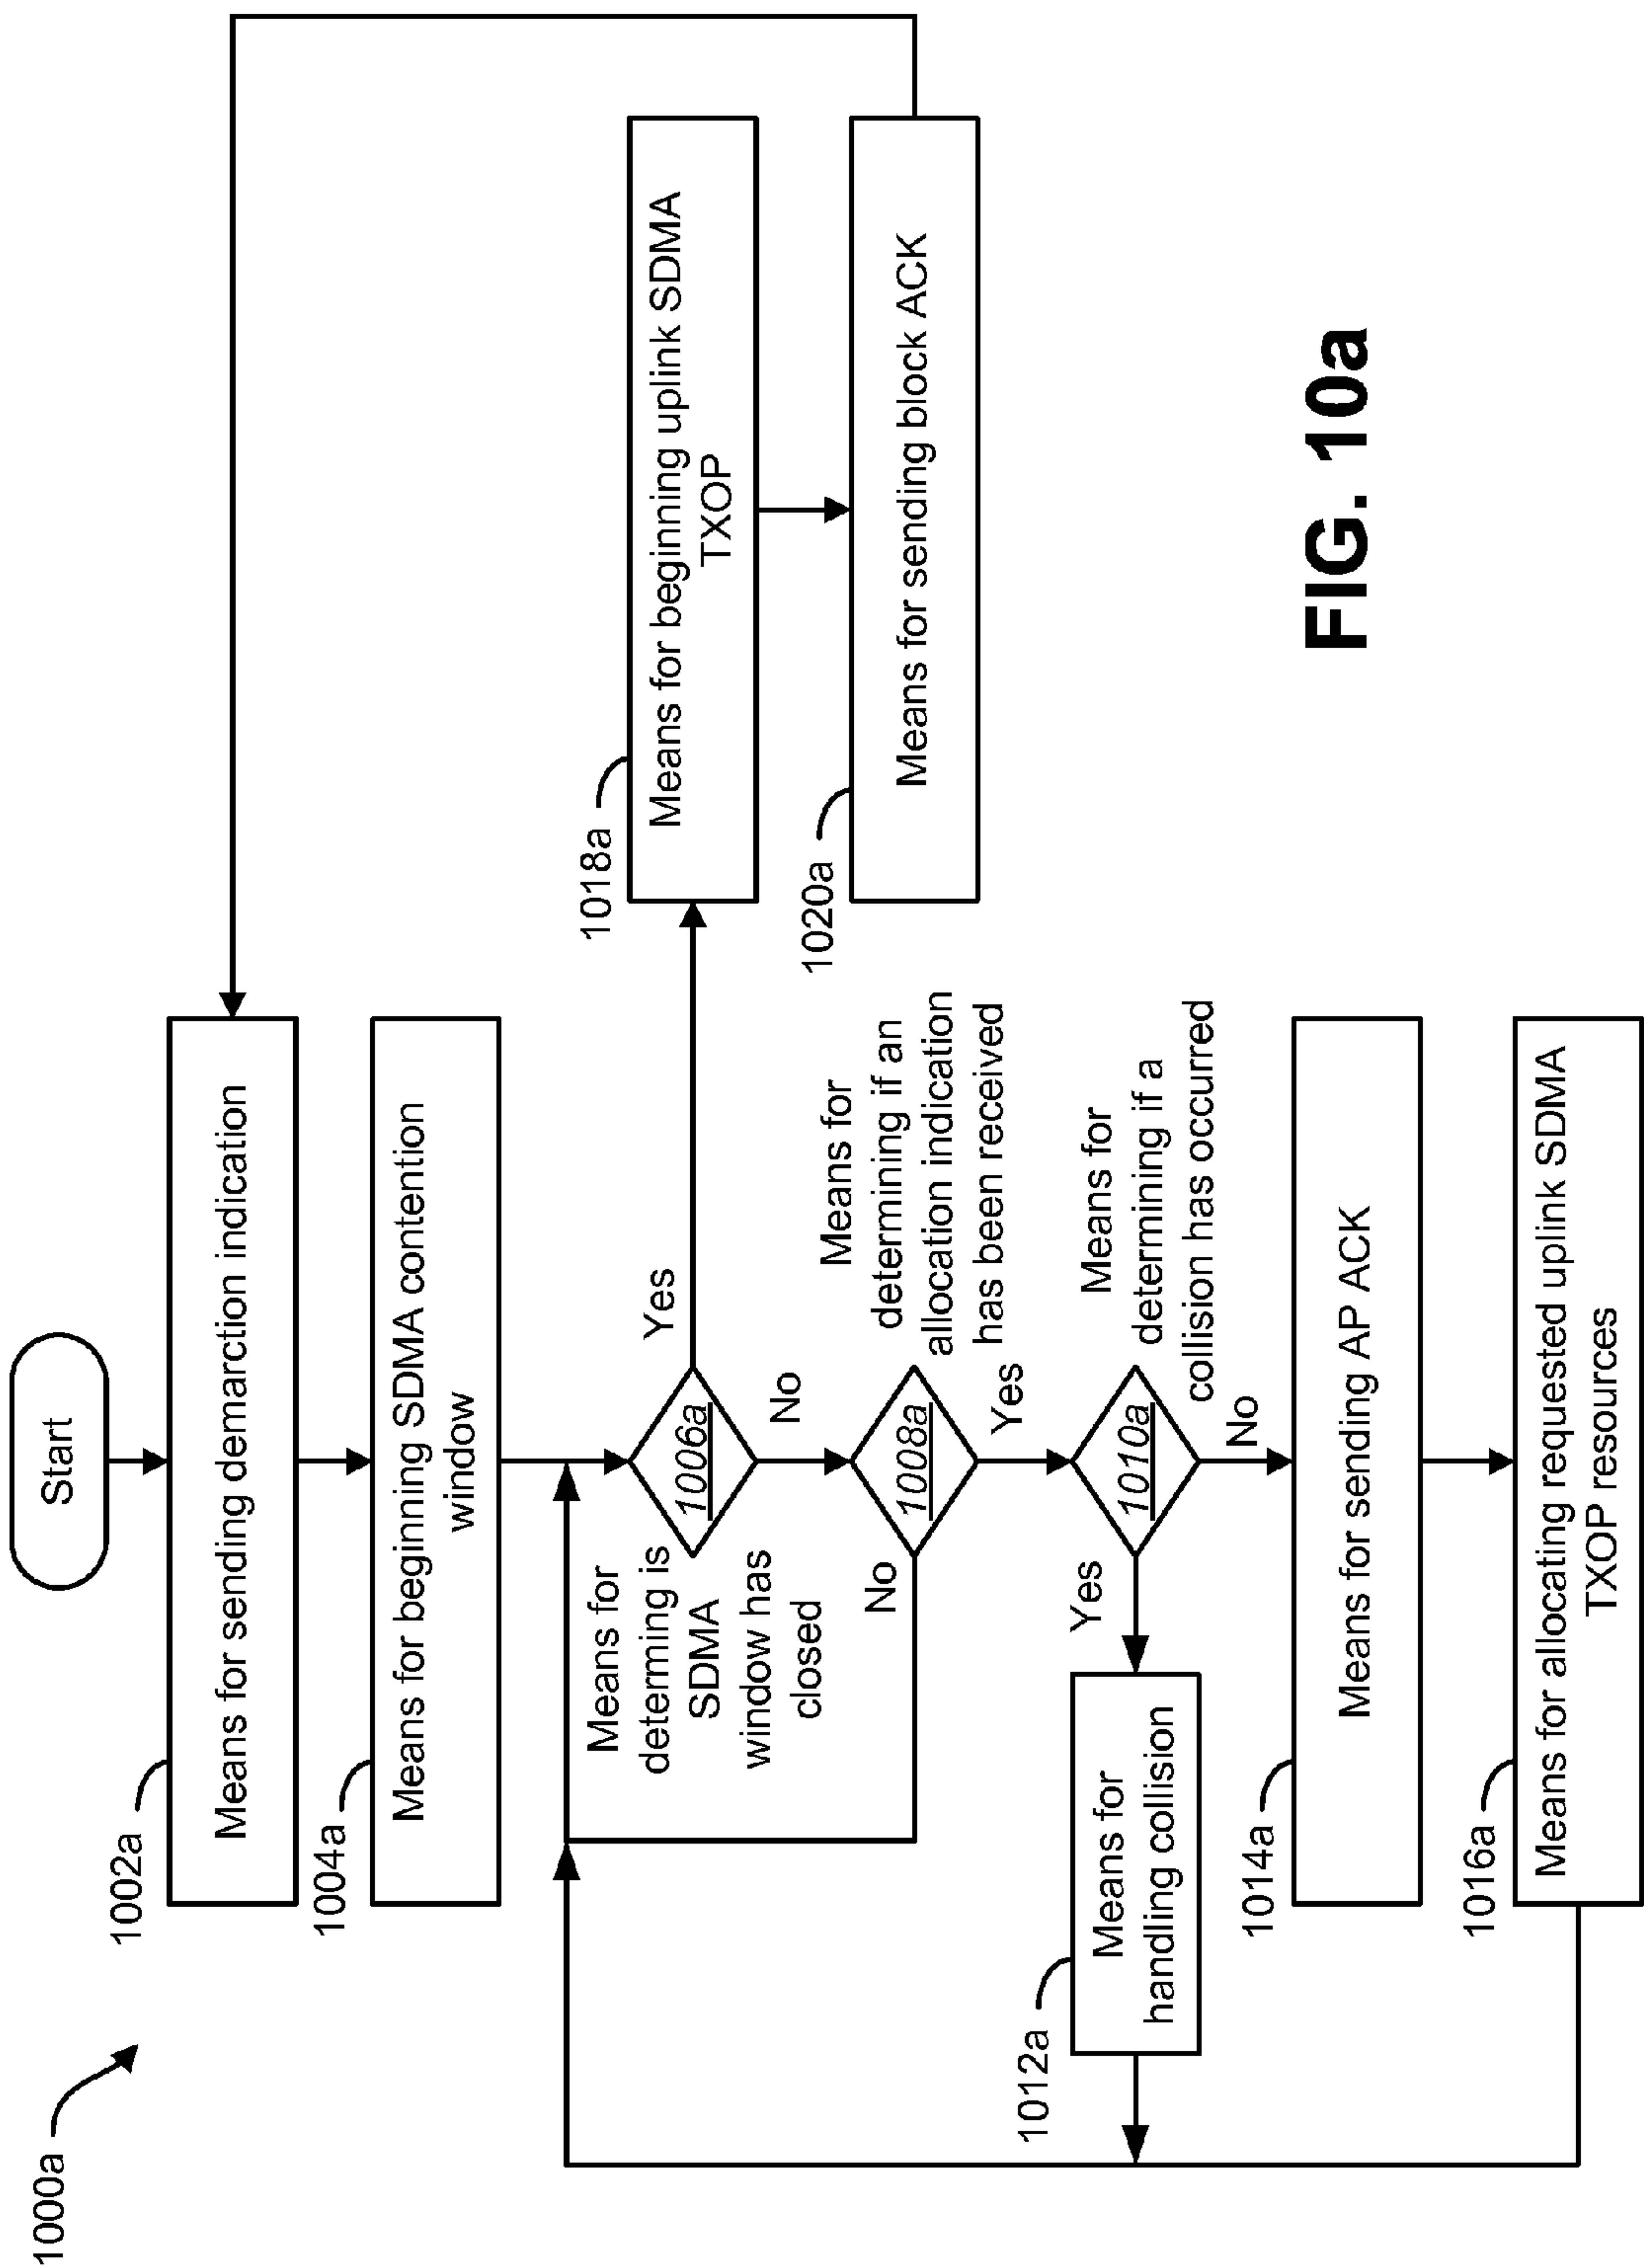 1000a
Start
1002a
Means for sending demarction indication
1004a
Means for beginning SDMA contention
window
Means for
determining is
SDMA
window has
closed
1006a
Yes
No
1018a
Means for beginning uplink SDMA
TXOP
1020a
Means for sending block ACK
Means for
determining if an
allocation indication
has been received
1008a
No
Yes
Means for
determining if a
collision has occurred
1010a
Yes
No
1012a
Means for
handling collision
1014a
Means for sending AP ACK
1016a
Means for allocating requested uplink SDMA
TXOP resources
FIG. 10a